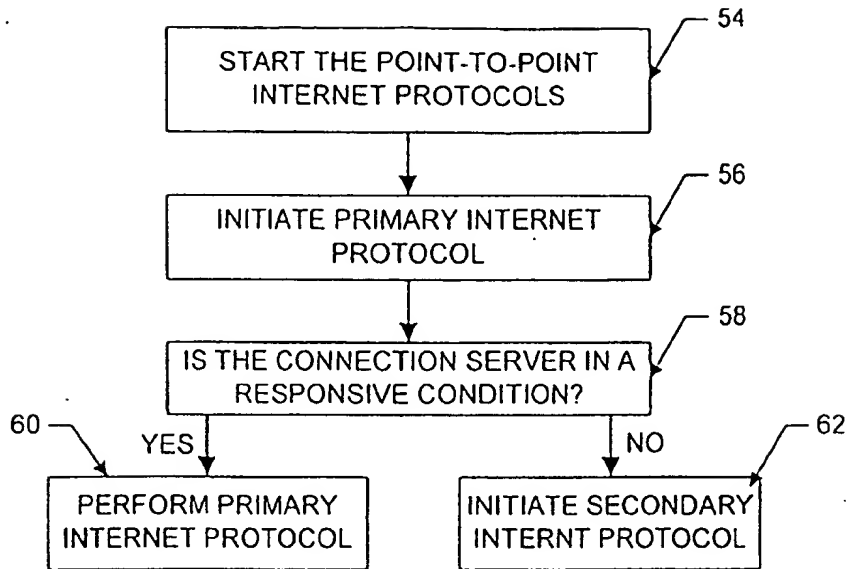 54
START THE POINT-TO-POINT
INTERNET PROTOCOLS
56
INITIATE PRIMARY INTERNET
PROTOCOL
58
IS THE CONNECTION SERVER IN A
RESPONSIVE CONDITION?
60
YES
NO
62
PERFORM PRIMARY
INTERNET PROTOCOL
INITIATE SECONDARY
INTERNT PROTOCOL